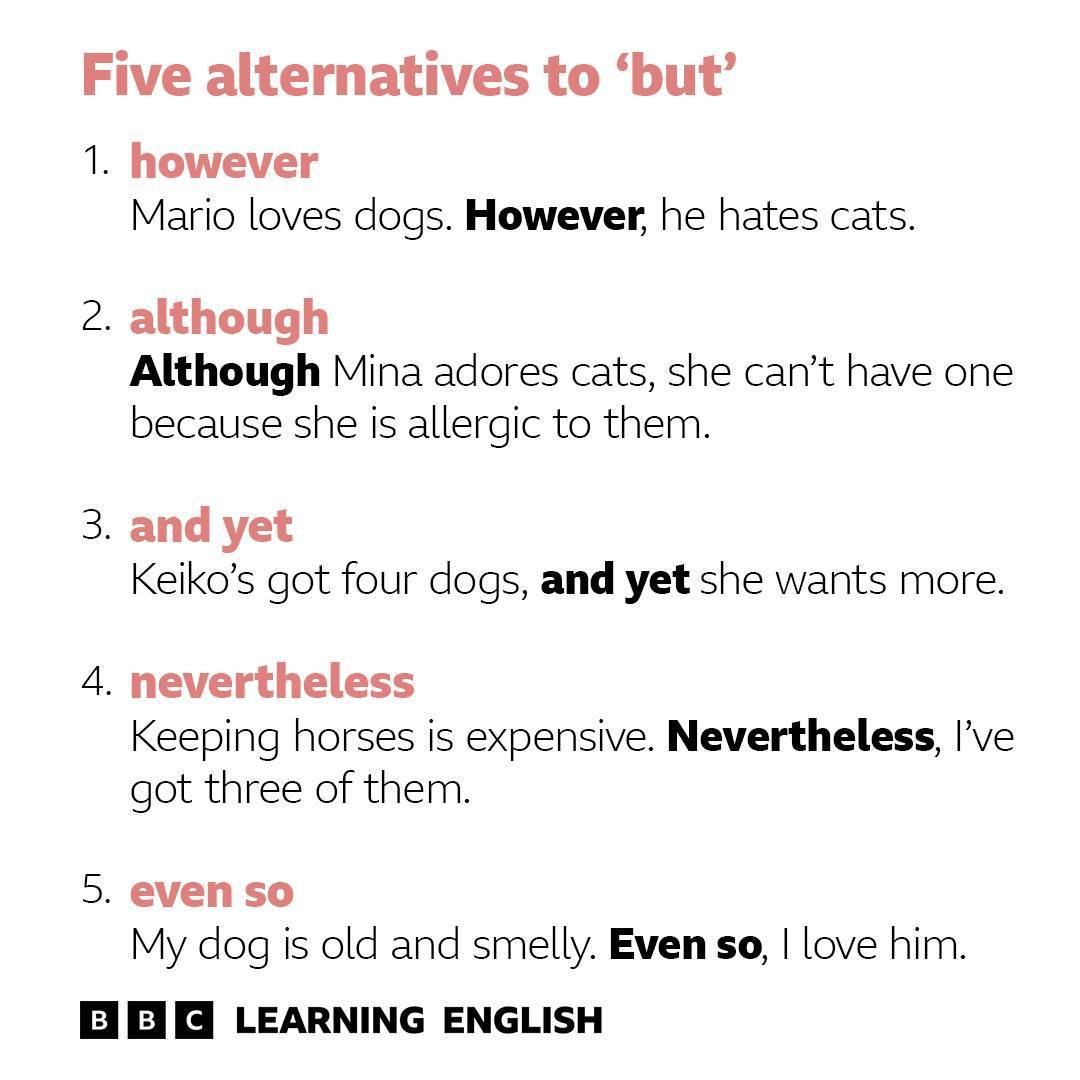 Five alternatives to ‘but’
1. however
Mario loves dogs. However, he hates cats.
2. although
Although Mina adores cats, she can’t have one
because she is allergic to them.
3. and yet
Keiko’s got four dogs, and yet she wants more.
4. nevertheless
Keeping horses is expensive. Nevertheless, I’ve
got three of them.
5. even so
My dog is old and smelly. Even so, I love him.
BBC LEARNING ENGLISH